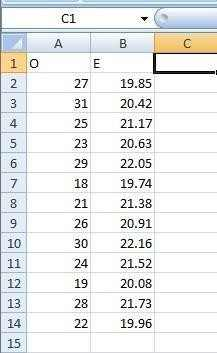 C1
A B C
1 O E
2 27 19.85
3 31 20.42
4 25 21.17
5 23 20.63
6 29 22.05
7 18 19.74
8 21 21.38
9 26 20.91
10 30 22.16
11 24 21.52
12 19 20.08
13 28 21.73
14 22 19.96
15